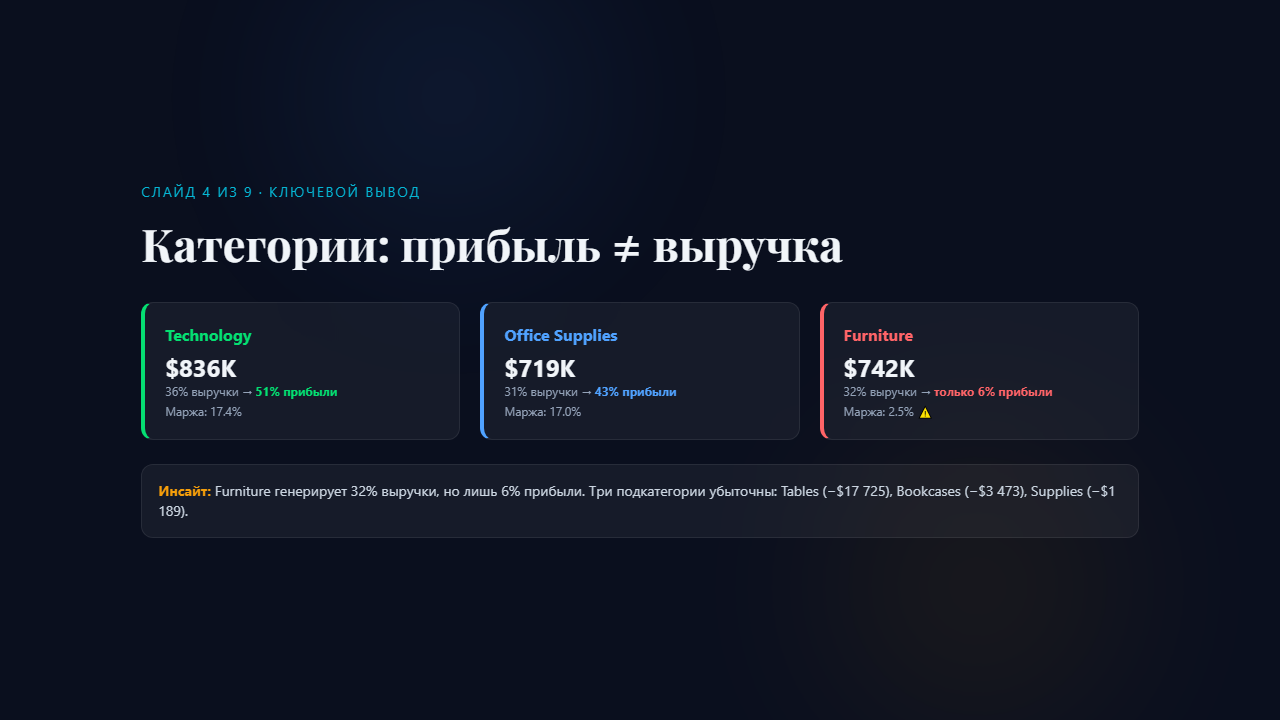 СЛАЙД 4 ИЗ 9 · КЛЮЧЕВОЙ ВЫВОД
Категории: прибыль ≠ выручка
Technology
$836K
36% выручки → 51% прибыли
Маржа: 17.4%
Office Supplies
$719K
31% выручки → 43% прибыли
Маржа: 17.0%
Furniture
$742K
32% выручки → только 6% прибыли
Маржа: 2.5% ⚠️
Инсайт: Furniture генерирует 32% выручки, но лишь 6% прибыли. Три подкатегории убыточны: Tables (−$17 725), Bookcases (−$3 473), Supplies (−$1
189).